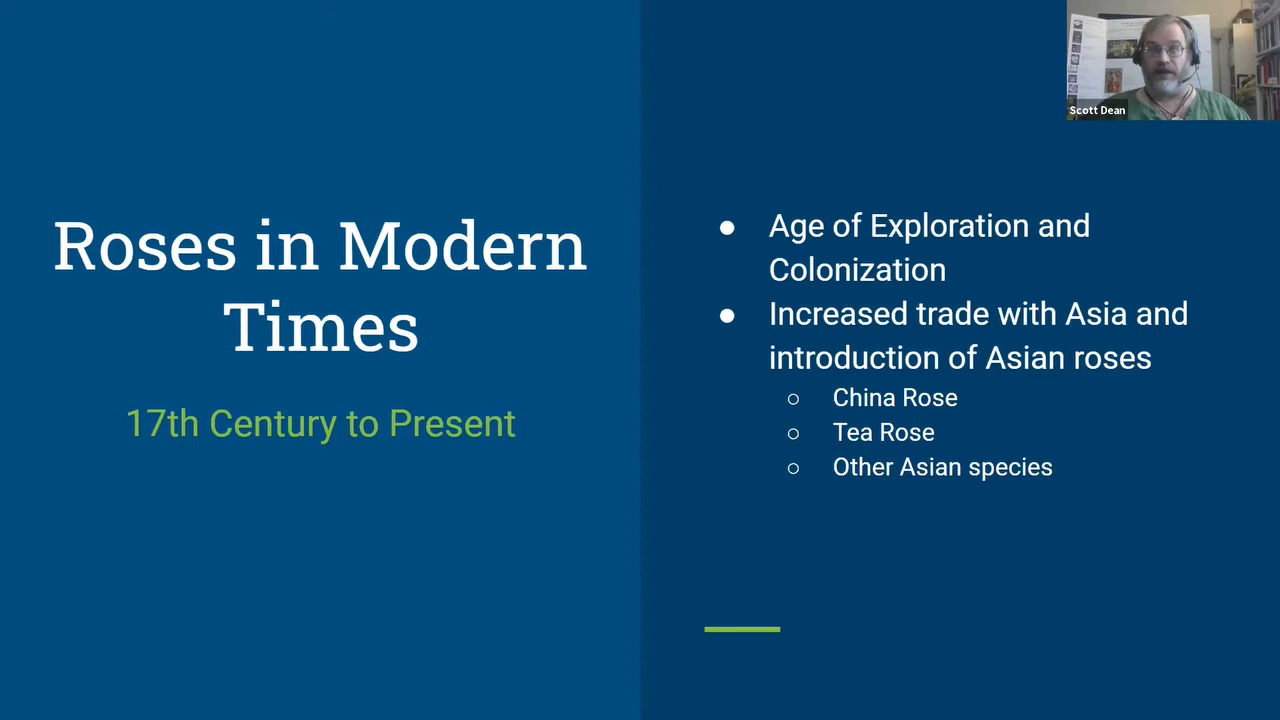 Scott Dean
Roses in Modern
Times
17th Century to Present
● Age of Exploration and
Colonization
● Increased trade with Asia and
introduction of Asian roses
○ China Rose
○ Tea Rose
○ Other Asian species